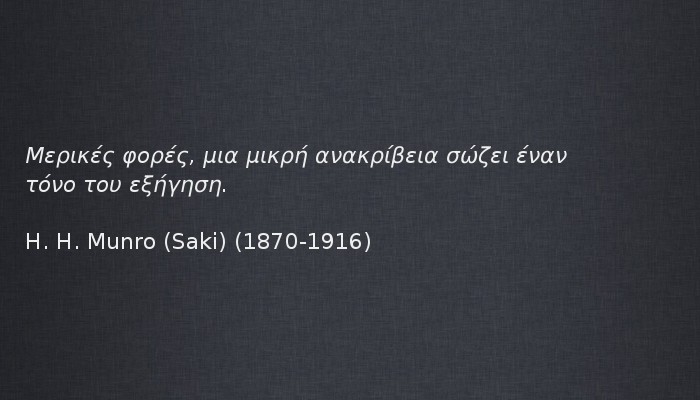 Μερικές φορές, μια μικρή ανακρίβεια σώζει έναν
τόνο του εξήγηση.
H. H. Munro (Saki) (1870-1916)